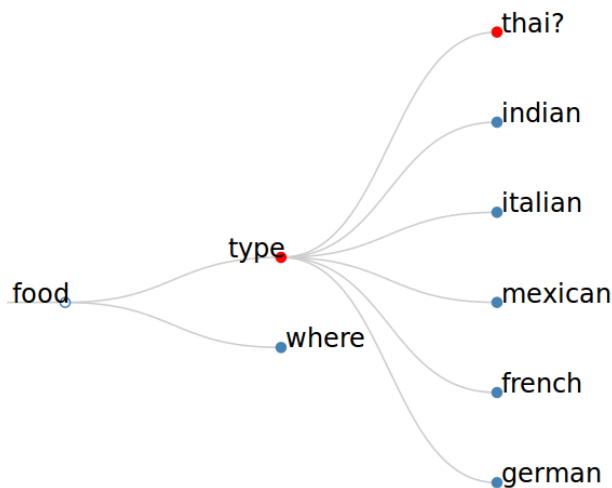 thai?
indian
italian
type
food
mexican
where
french
german